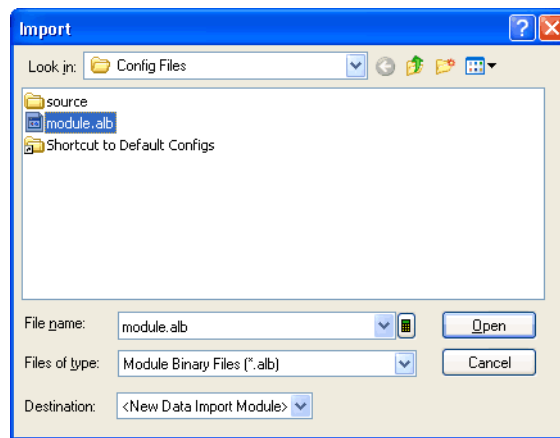 Import
Look in: Config Files
source
module.alb
Shortcut to Default Configs
File name: module.alb Open
Files of type: Module Binary Files (*.alb) Cancel
Destination: <New Data Import Module>